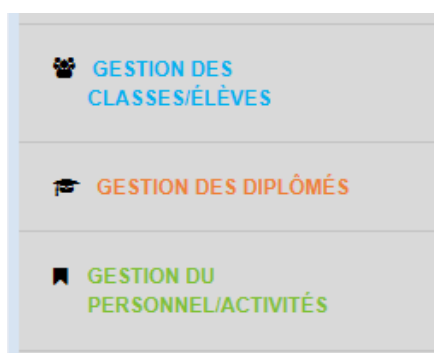 GESTION DES
CLASSES/ÉLÈVES
GESTION DES DIPLÔMÉS
GESTION DU
PERSONNEL/ACTIVITÉS